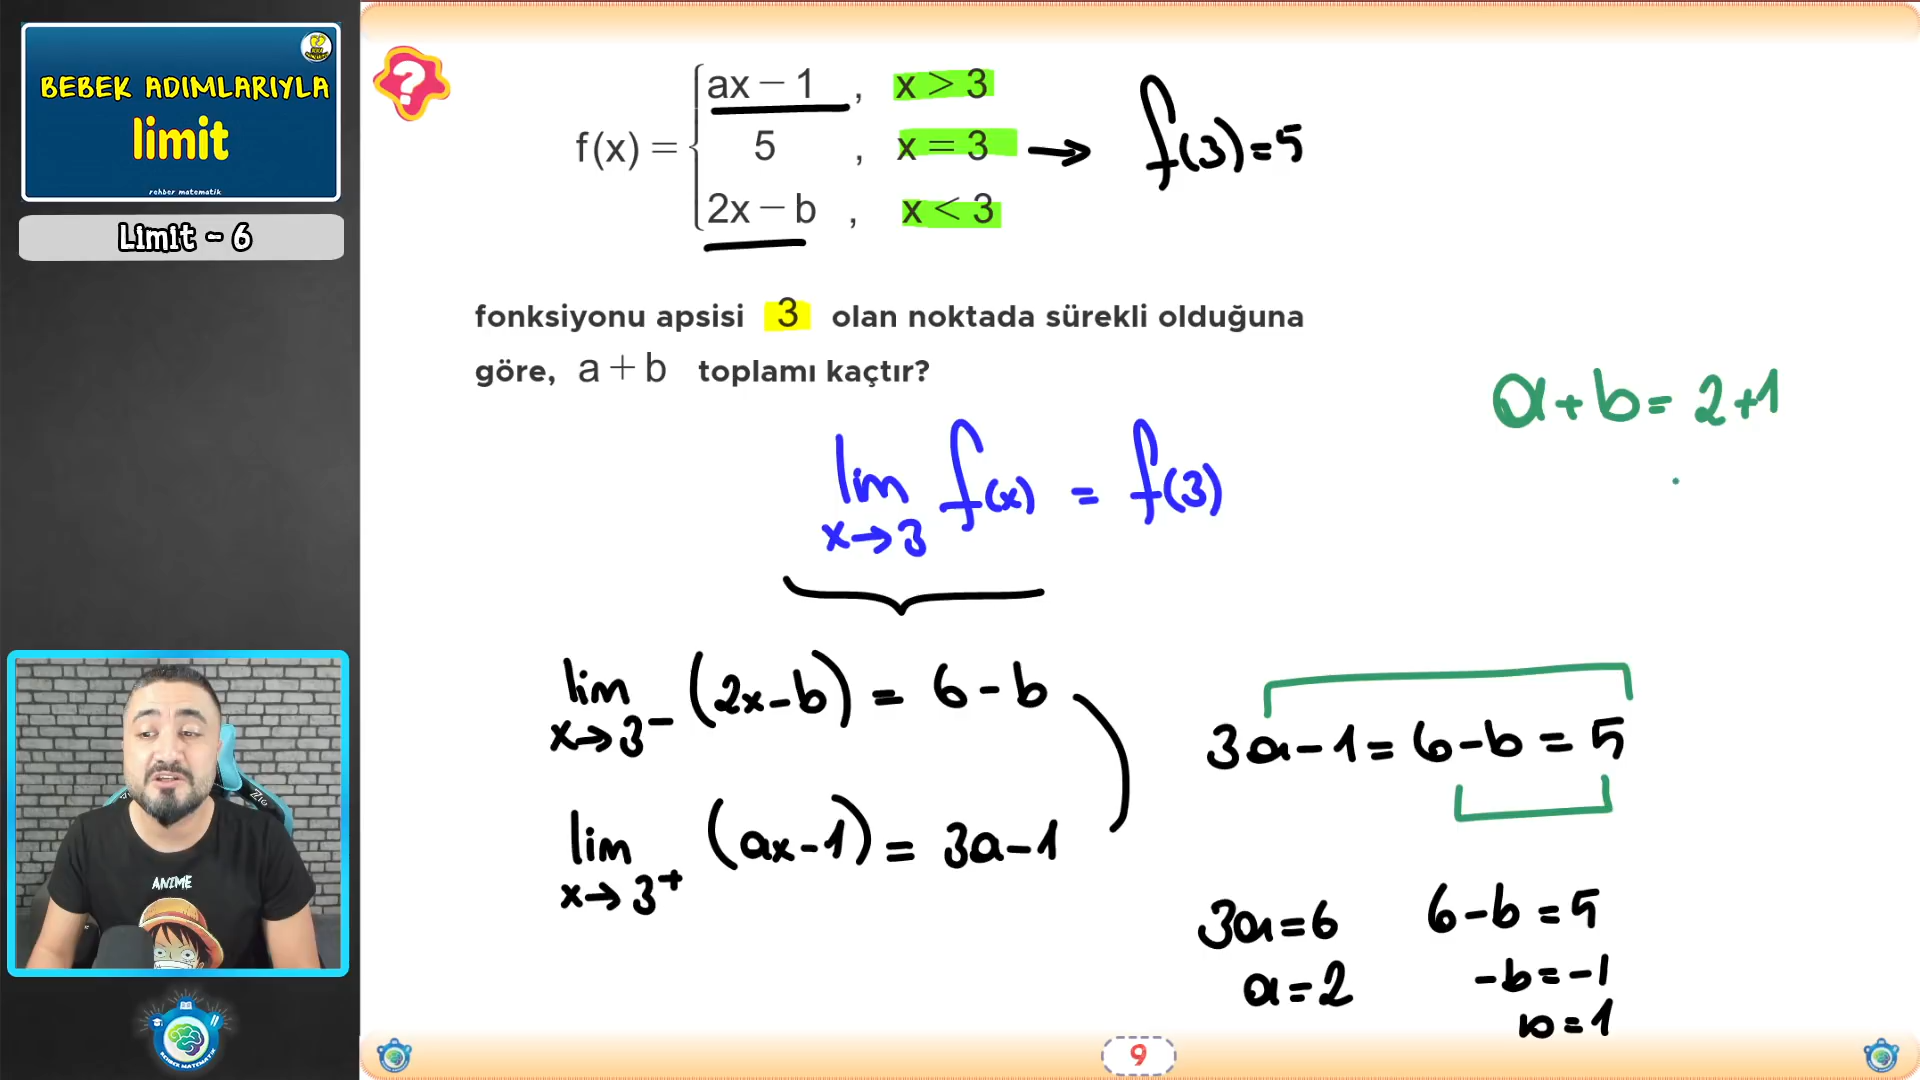 BEBEK ADIMLARIYLA
limit
rehber matematik
Limit - 6
f(x) = { ax − 1 , x > 3
5 , x = 3 → f(3)=5
2x − b , x < 3
fonksiyonu apsisi 3 olan noktada sürekli olduğuna
göre, a + b toplamı kaçtır?
a+b= 2+1
lim f(x) = f(3)
x→3
lim (2x-b) = 6-b
x→3⁻
lim (ax-1) = 3a-1
x→3⁺
3a-1 = 6-b = 5
3a=6
a=2
6-b=5
-b=-1
b=1
ANIME
REHBER MATEMATİK
9